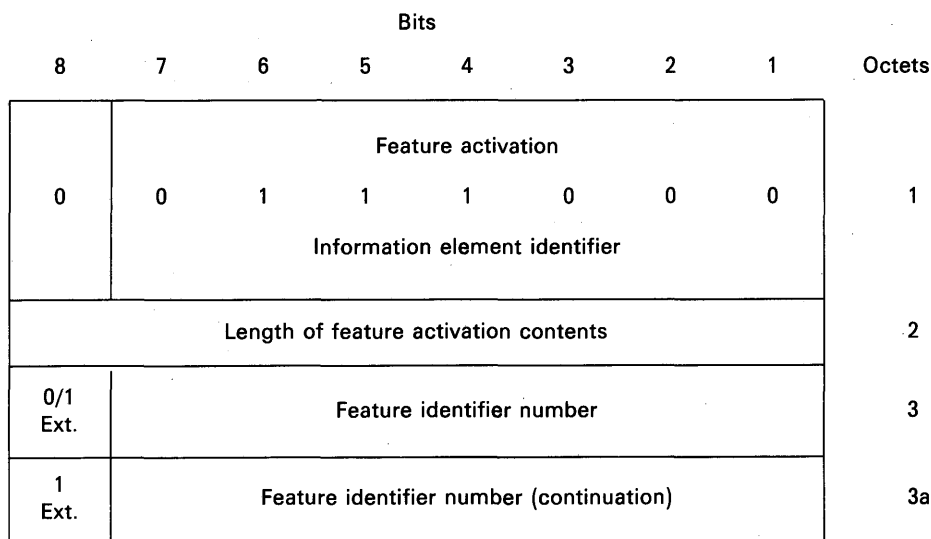 Bits
8 7 6 5 4 3 2 1 Octets
Feature activation
0 0 1 1 1 0 0 0 1
Information element identifier
Length of feature activation contents 2
0/1
Ext.
Feature identifier number 3
1
Ext.
Feature identifier number (continuation) 3a